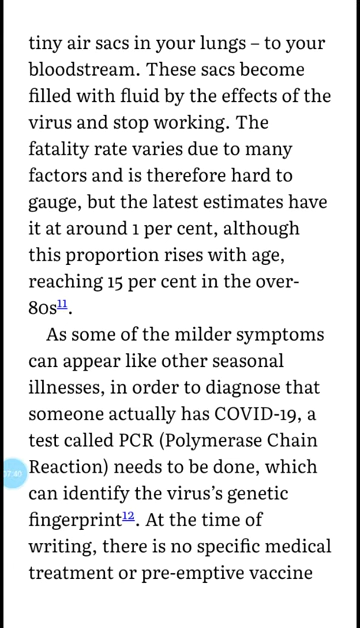 tiny air sacs in your lungs – to your
bloodstream. These sacs become
filled with fluid by the effects of the
virus and stop working. The
fatality rate varies due to many
factors and is therefore hard to
gauge, but the latest estimates have
it at around 1 per cent, although
this proportion rises with age,
reaching 15 per cent in the over-
80s11.
As some of the milder symptoms
can appear like other seasonal
illnesses, in order to diagnose that
someone actually has COVID-19, a
test called PCR (Polymerase Chain
Reaction) needs to be done, which
can identify the virus’s genetic
fingerprint12. At the time of
writing, there is no specific medical
treatment or pre-emptive vaccine